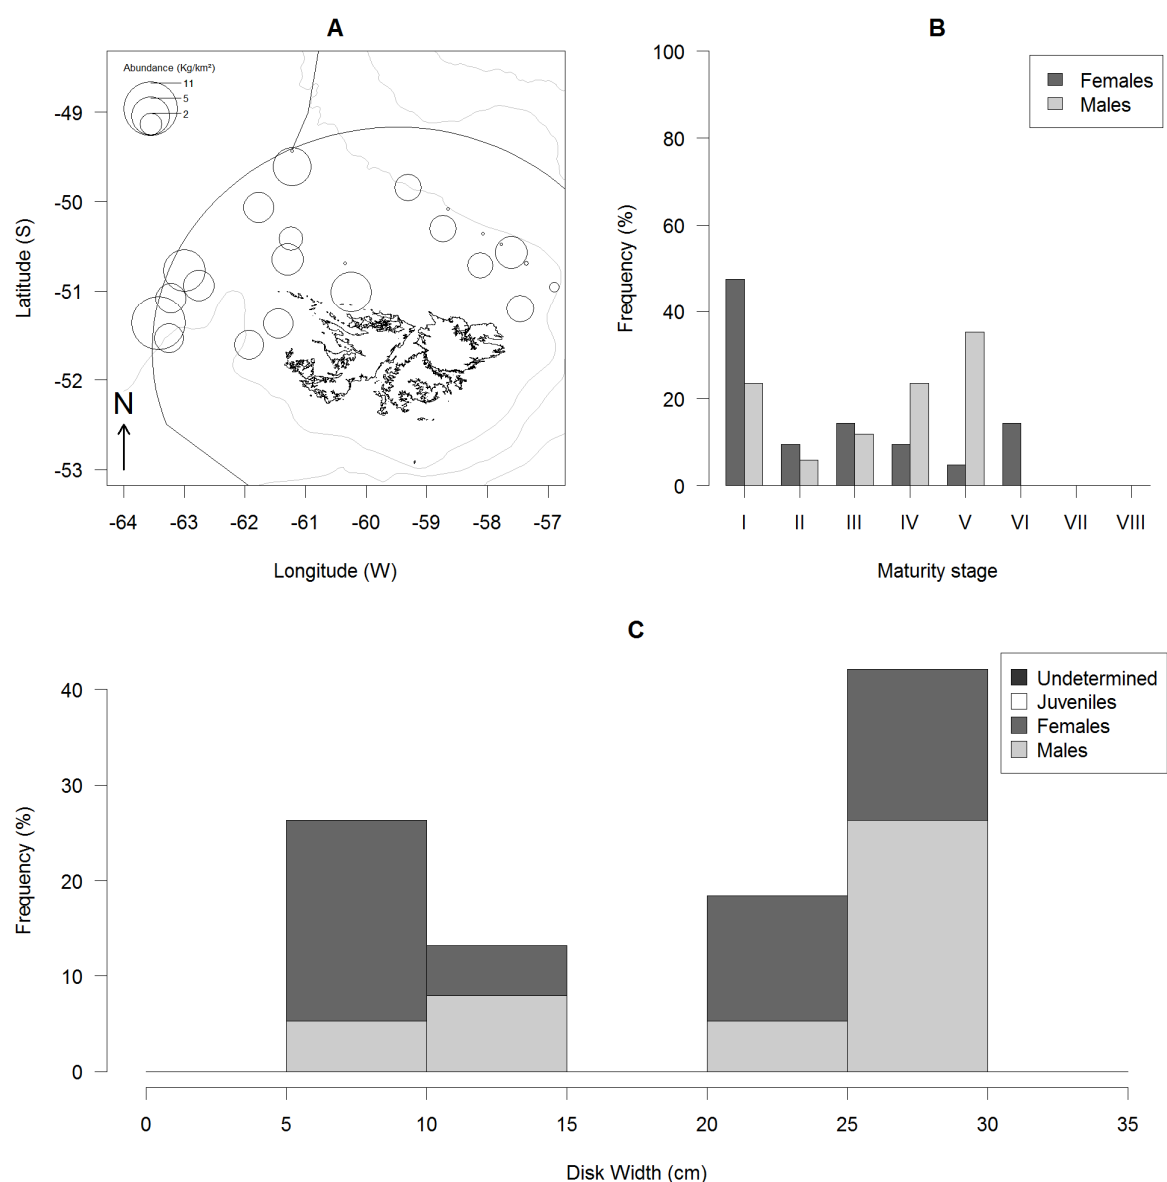 A
Abundance (Kg/km²)
11
5
2
-49
-50
-51
-52
-53
Latitude (S)
N
-64 -63 -62 -61 -60 -59 -58 -57
Longitude (W)
B
100
80
60
40
20
0
Frequency (%)
Females
Males
I II III IV V VI VII VIII
Maturity stage
C
40
30
20
10
0
Frequency (%)
Undetermined
Juveniles
Females
Males
0 5 10 15 20 25 30 35
Disk Width (cm)